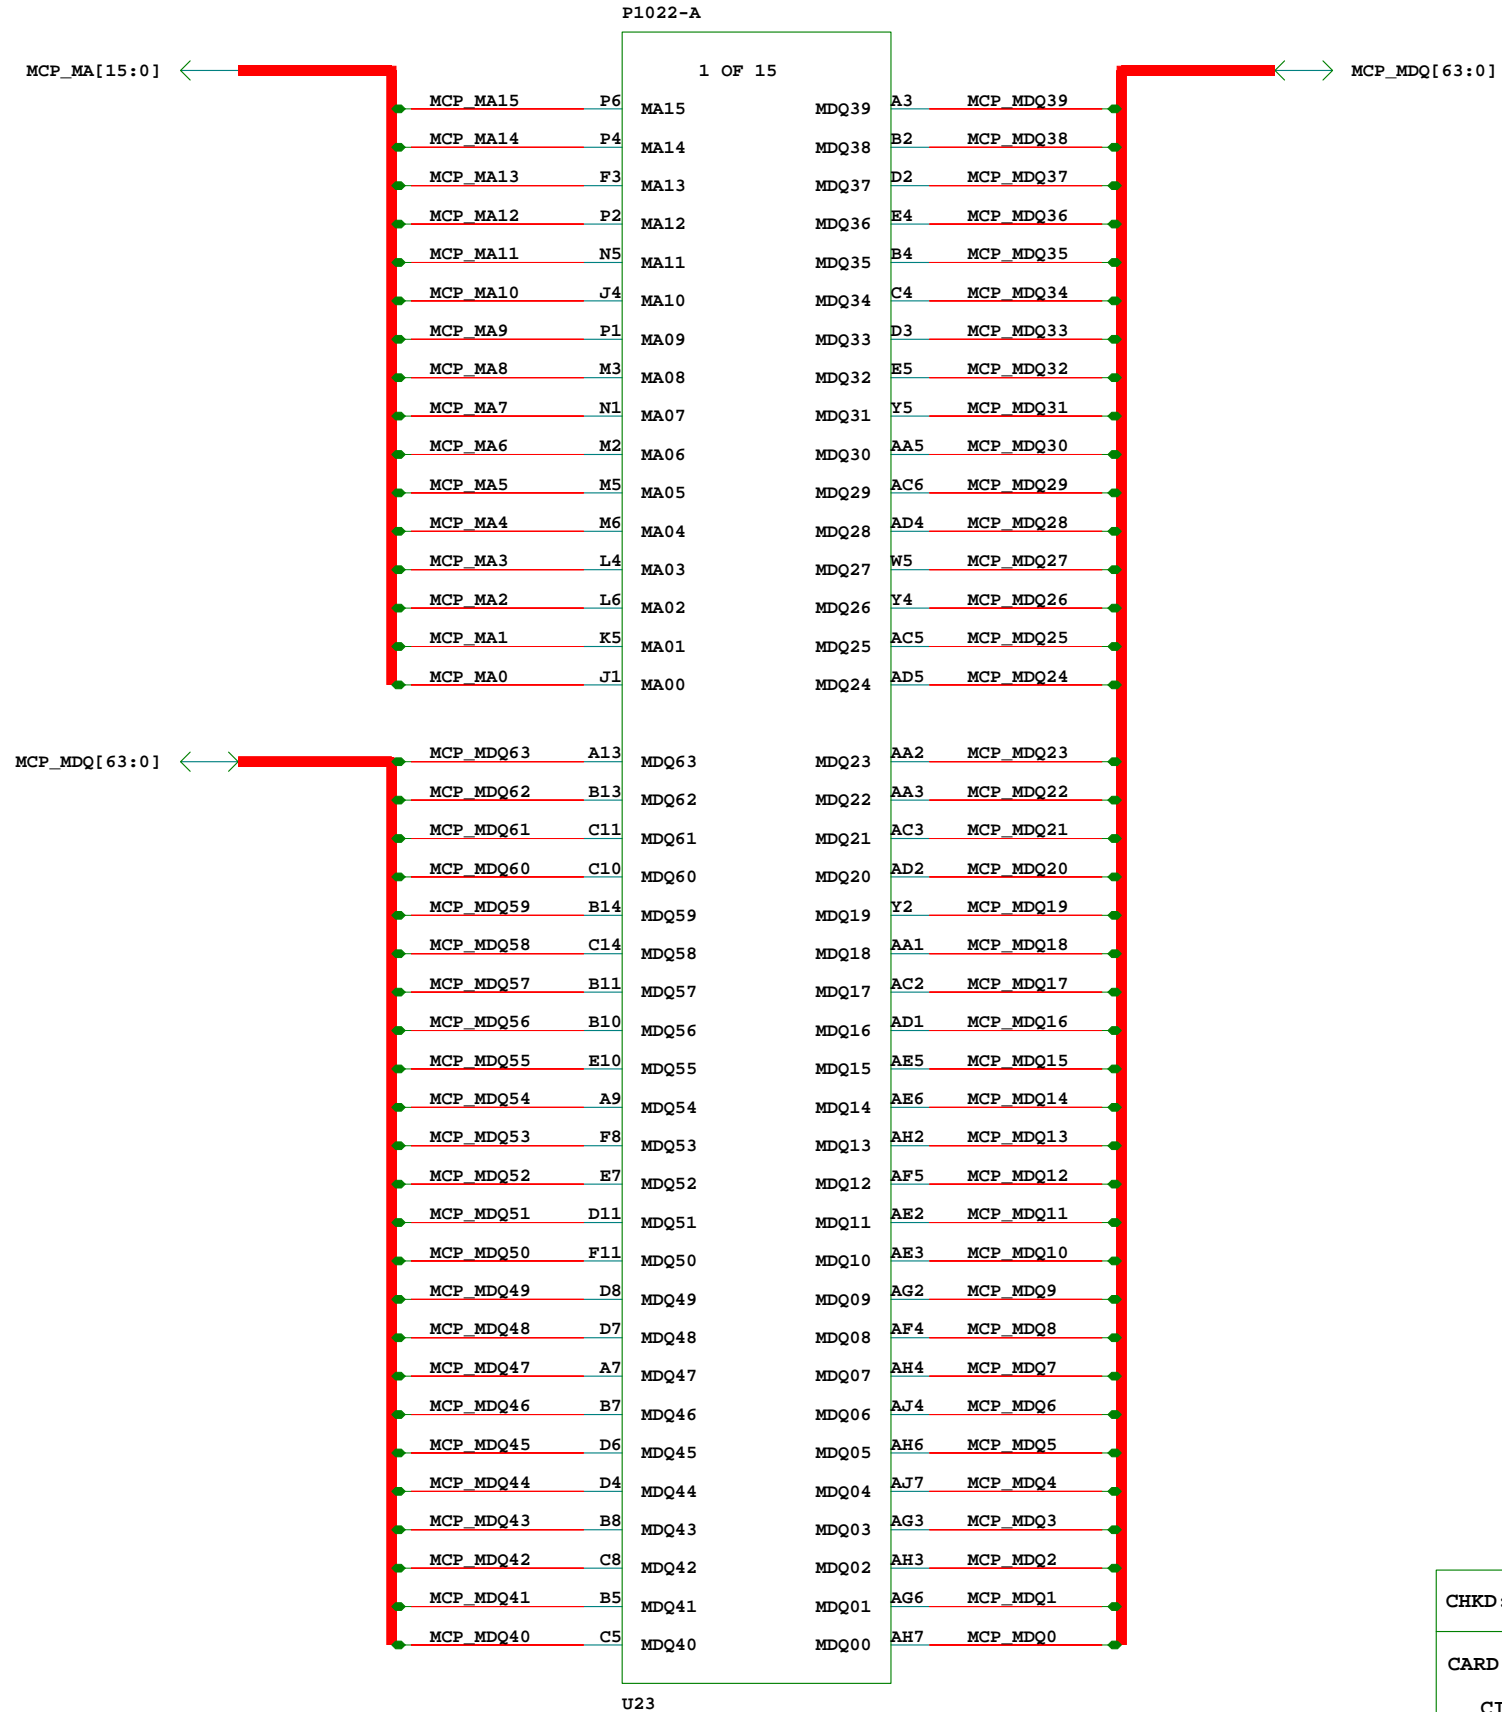 P1022-A
1 OF 15
MCP_MA[15:0] MCP_MDQ[63:0]
MCP_MA15 P6 MA15 MDQ39 A3 MCP_MDQ39
MCP_MA14 P4 MA14 MDQ38 B2 MCP_MDQ38
MCP_MA13 F3 MA13 MDQ37 D2 MCP_MDQ37
MCP_MA12 P2 MA12 MDQ36 E4 MCP_MDQ36
MCP_MA11 N5 MA11 MDQ35 B4 MCP_MDQ35
MCP_MA10 J4 MA10 MDQ34 C4 MCP_MDQ34
MCP_MA9 P1 MA09 MDQ33 D3 MCP_MDQ33
MCP_MA8 M3 MA08 MDQ32 E5 MCP_MDQ32
MCP_MA7 N1 MA07 MDQ31 Y5 MCP_MDQ31
MCP_MA6 M2 MA06 MDQ30 AA5 MCP_MDQ30
MCP_MA5 M5 MA05 MDQ29 AC6 MCP_MDQ29
MCP_MA4 M6 MA04 MDQ28 AD4 MCP_MDQ28
MCP_MA3 L4 MA03 MDQ27 W5 MCP_MDQ27
MCP_MA2 L6 MA02 MDQ26 Y4 MCP_MDQ26
MCP_MA1 K5 MA01 MDQ25 AC5 MCP_MDQ25
MCP_MA0 J1 MA00 MDQ24 AD5 MCP_MDQ24
MCP_MDQ[63:0] MCP_MDQ63 A13 MDQ63 MDQ23 AA2 MCP_MDQ23
MCP_MDQ62 B13 MDQ62 MDQ22 AA3 MCP_MDQ22
MCP_MDQ61 C11 MDQ61 MDQ21 AC3 MCP_MDQ21
MCP_MDQ60 C10 MDQ60 MDQ20 AD2 MCP_MDQ20
MCP_MDQ59 B14 MDQ59 MDQ19 Y2 MCP_MDQ19
MCP_MDQ58 C14 MDQ58 MDQ18 AA1 MCP_MDQ18
MCP_MDQ57 B11 MDQ57 MDQ17 AC2 MCP_MDQ17
MCP_MDQ56 B10 MDQ56 MDQ16 AD1 MCP_MDQ16
MCP_MDQ55 E10 MDQ55 MDQ15 AE5 MCP_MDQ15
MCP_MDQ54 A9 MDQ54 MDQ14 AE6 MCP_MDQ14
MCP_MDQ53 F8 MDQ53 MDQ13 AH2 MCP_MDQ13
MCP_MDQ52 E7 MDQ52 MDQ12 AF5 MCP_MDQ12
MCP_MDQ51 D11 MDQ51 MDQ11 AE2 MCP_MDQ11
MCP_MDQ50 F11 MDQ50 MDQ10 AE3 MCP_MDQ10
MCP_MDQ49 D8 MDQ49 MDQ09 AG2 MCP_MDQ9
MCP_MDQ48 D7 MDQ48 MDQ08 AF4 MCP_MDQ8
MCP_MDQ47 A7 MDQ47 MDQ07 AH4 MCP_MDQ7
MCP_MDQ46 B7 MDQ46 MDQ06 AJ4 MCP_MDQ6
MCP_MDQ45 D6 MDQ45 MDQ05 AH6 MCP_MDQ5
MCP_MDQ44 D4 MDQ44 MDQ04 AJ7 MCP_MDQ4
MCP_MDQ43 B8 MDQ43 MDQ03 AG3 MCP_MDQ3
MCP_MDQ42 C8 MDQ42 MDQ02 AH3 MCP_MDQ2
MCP_MDQ41 B5 MDQ41 MDQ01 AG6 MCP_MDQ1
MCP_MDQ40 C5 MDQ40 MDQ00 AH7 MCP_MDQ0
U23
CHKD:
CARD